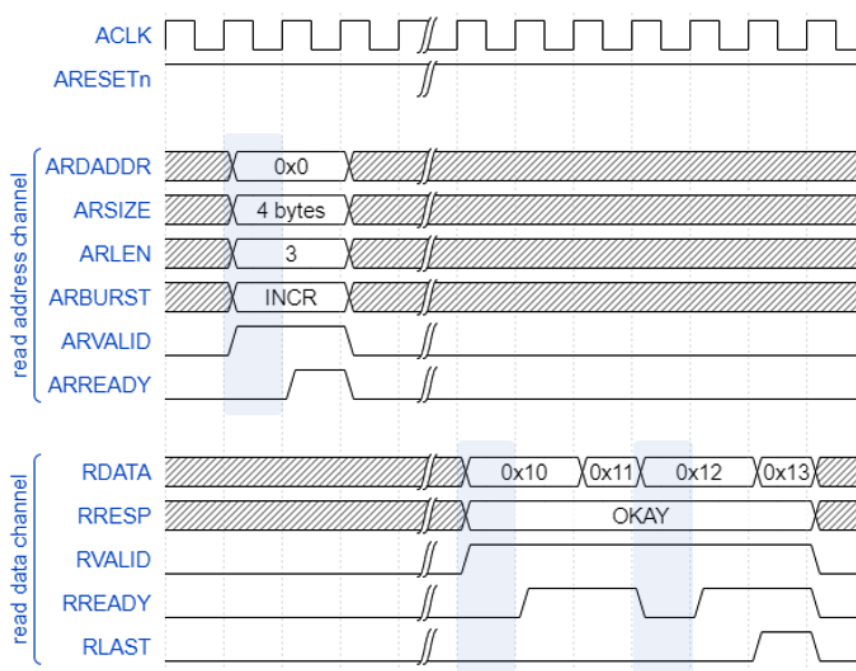 ACLK
ARESETn
read address channel
ARDADDR 0x0
ARSIZE 4 bytes
ARLEN 3
ARBURST INCR
ARVALID
ARREADY
read data channel
RDATA 0x10 0x11 0x12 0x13
RRESP OKAY
RVALID
RREADY
RLAST